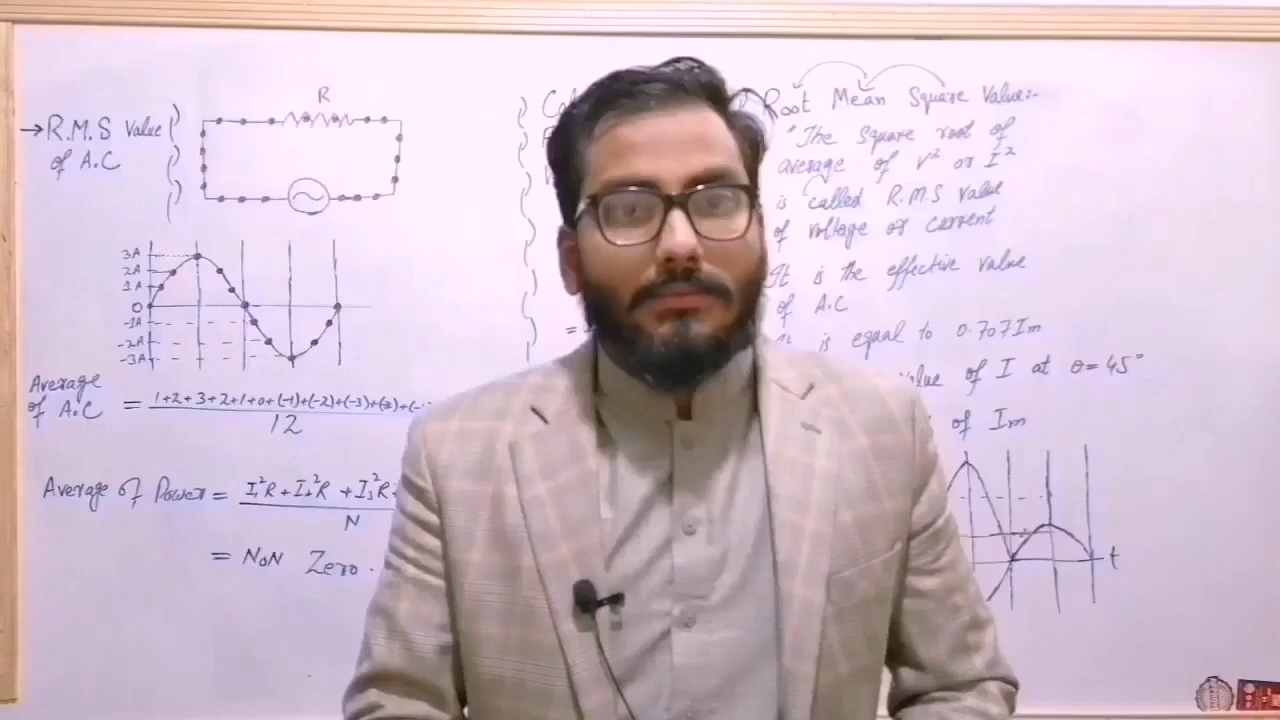 → R.M.S Value
of A.C
R
3A
2A
1A
0
-1A
-2A
-3A
Average
of A.C = 1+2+3+2+1+0+(-1)+(-2)+(-3)+(-2)+(-
12
Average of Power = I₁²R + I₂²R + I₃²R +
N
= NoN Zero.
Root Mean Square Value:-
"The square root of
average of V² or I²
is called R.M.S value
of voltage or current
It is the effective value
of A.C
is equal to 0.707Im
value of I at θ=45°
of Im
t